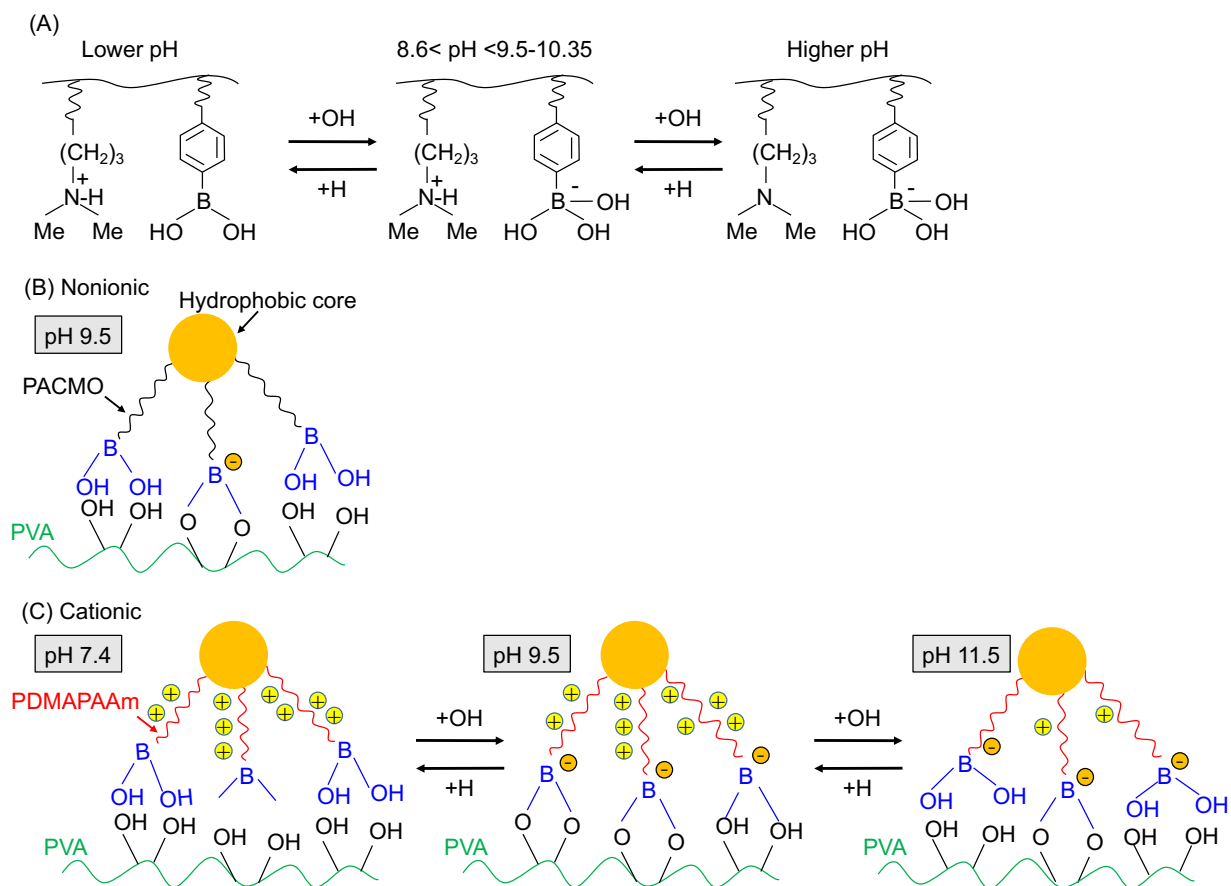 (A)
Lower pH
8.6< pH <9.5-10.35
Higher pH
+OH
+H
+OH
+H
(CH2)3
+
N-H
Me Me
B
HO OH
(CH2)3
+
N-H
Me Me
-
B OH
HO OH
(CH2)3
N
Me Me
-
B OH
HO OH
(B) Nonionic
Hydrophobic core
pH 9.5
PACMO
B
OH OH
B -
B
OH OH
OH OH
O O
OH OH
PVA
(C) Cationic
pH 7.4
pH 9.5
pH 11.5
PDMAPAAm
+ + + + + + + + +
B B B
OH OH
OH OH
OH OH OH OH OH OH
PVA
+OH
+H
+ + + + + + + + +
- - -
B B B
O O O O OH OH
PVA
+OH
+H
+ +
- - -
B B B
OH OH
OH OH
OH OH O O OH OH
PVA